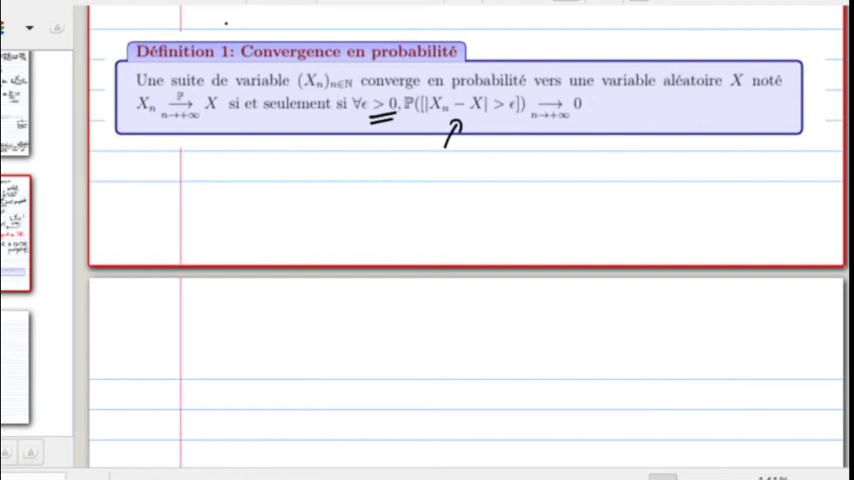 Définition 1: Convergence en probabilité
Une suite de variable (Xₙ)ₙ∈ℕ converge en probabilité vers une variable aléatoire X noté
Xₙ ⟶^ℙ_{n→+∞} X si et seulement si ∀ϵ > 0, ℙ([|Xₙ − X| > ϵ]) ⟶_{n→+∞} 0